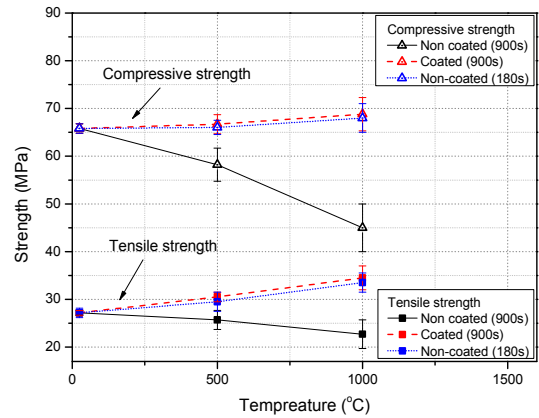 90
80
70
60
50
40
30
20
0
500
1000
1500
Strength (MPa)
Tempreature (°C)
Compressive strength
Tensile strength
Compressive strength
Non coated (900s)
Coated (900s)
Non-coated (180s)
Tensile strength
Non coated (900s)
Coated (900s)
Non-coated (180s)